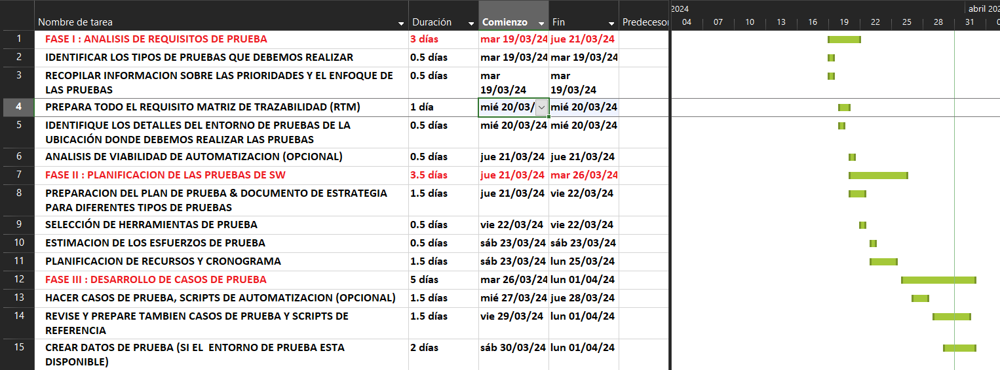 2024 abril 202
Nombre de tarea Duración Comienzo Fin Predecesor 04 07 10 13 16 19 22 25 28 31
1 FASE I : ANALISIS DE REQUISITOS DE PRUEBA 3 días mar 19/03/24 jue 21/03/24
2 IDENTIFICAR LOS TIPOS DE PRUEBAS QUE DEBEMOS REALIZAR 0.5 días mar 19/03/24 mar 19/03/24
3 RECOPILAR INFORMACION SOBRE LAS PRIORIDADES Y EL ENFOQUE DE 0.5 días mar mar
LAS PRUEBAS 19/03/24 19/03/24
4 PREPARA TODO EL REQUISITO MATRIZ DE TRAZABILIDAD (RTM) 1 día mié 20/03/ mié 20/03/24
5 IDENTIFIQUE LOS DETALLES DEL ENTORNO DE PRUEBAS DE LA 0.5 días mié 20/03/24 mié 20/03/24
UBICACIÓN DONDE DEBEMOS REALIZAR LAS PRUEBAS
6 ANALISIS DE VIABILIDAD DE AUTOMATIZACION (OPCIONAL) 0.5 días jue 21/03/24 jue 21/03/24
7 FASE II : PLANIFICACION DE LAS PRUEBAS DE SW 3.5 días jue 21/03/24 mar 26/03/24
8 PREPARACION DEL PLAN DE PRUEBA & DOCUMENTO DE ESTRATEGIA 1.5 días jue 21/03/24 vie 22/03/24
PARA DIFERENTES TIPOS DE PRUEBAS
9 SELECCIÓN DE HERRAMIENTAS DE PRUEBA 0.5 días vie 22/03/24 vie 22/03/24
10 ESTIMACION DE LOS ESFUERZOS DE PRUEBA 0.5 días sáb 23/03/24 sáb 23/03/24
11 PLANIFICACION DE RECURSOS Y CRONOGRAMA 1.5 días sáb 23/03/24 lun 25/03/24
12 FASE III : DESARROLLO DE CASOS DE PRUEBA 5 días mar 26/03/24 lun 01/04/24
13 HACER CASOS DE PRUEBA, SCRIPTS DE AUTOMATIZACION (OPCIONAL) 1.5 días mié 27/03/24 jue 28/03/24
14 REVISE Y PREPARE TAMBIEN CASOS DE PRUEBA Y SCRIPTS DE 1.5 días vie 29/03/24 lun 01/04/24
REFERENCIA
15 CREAR DATOS DE PRUEBA (SI EL ENTORNO DE PRUEBA ESTA 2 días sáb 30/03/24 lun 01/04/24
DISPONIBLE)